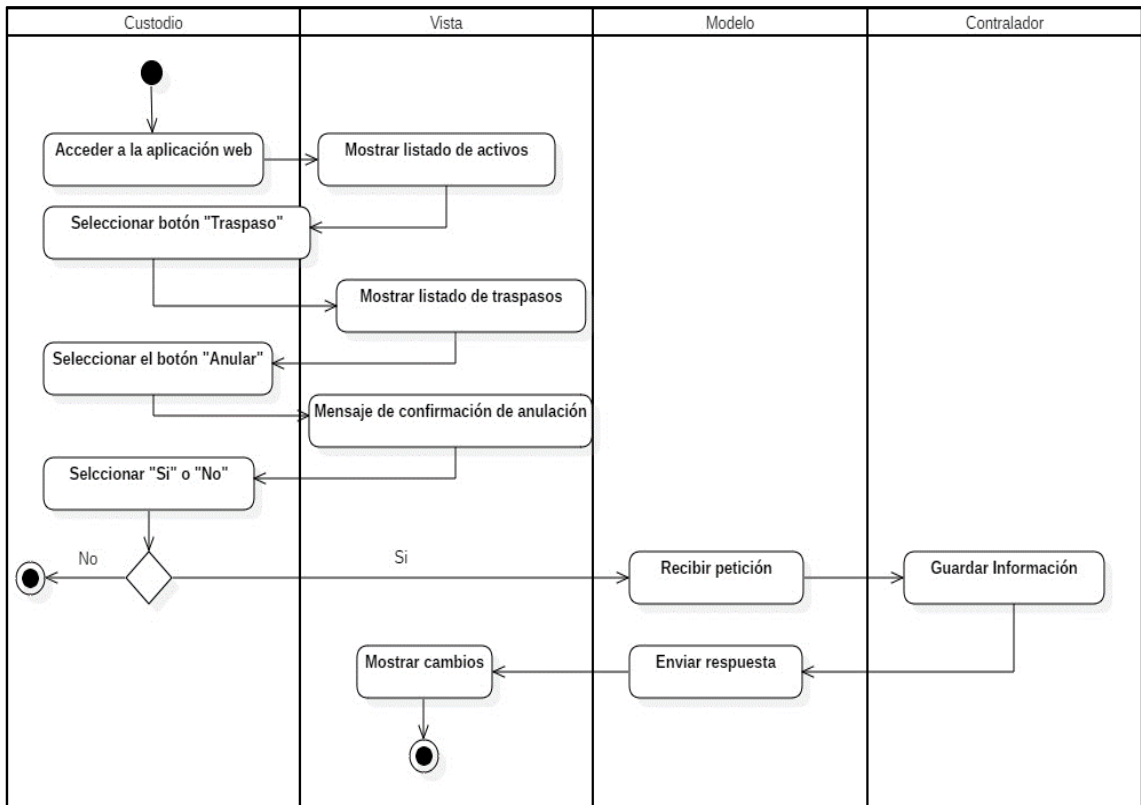 Custodio
Vista
Modelo
Contralador
Acceder a la aplicación web
Mostrar listado de activos
Seleccionar botón "Traspaso"
Mostrar listado de traspasos
Seleccionar el botón "Anular"
Mensaje de confirmación de anulación
Selccionar "Si" o "No"
No
Si
Recibir petición
Guardar Información
Mostrar cambios
Enviar respuesta